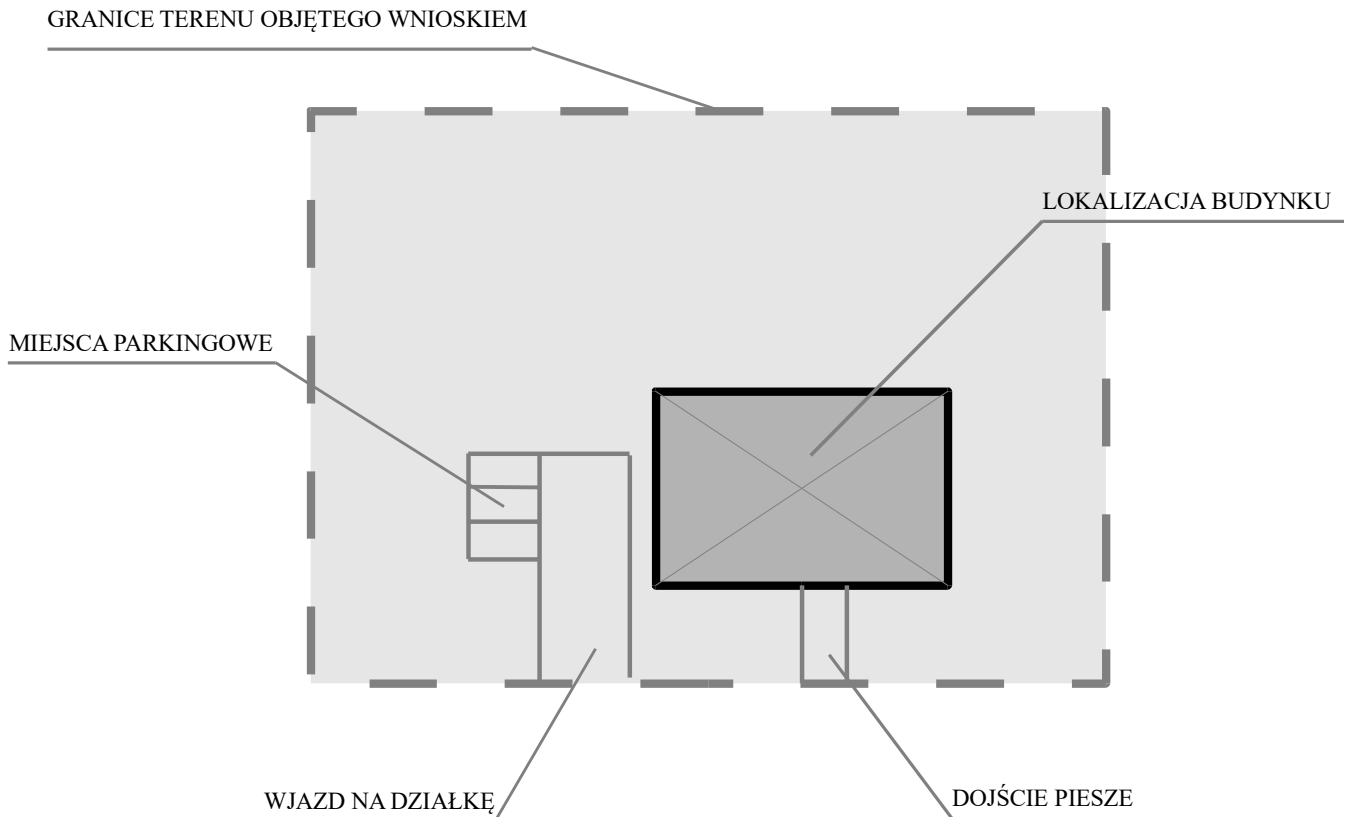 GRANICE TERENU OBJĘTEGO WNIOSKIEM
LOKALIZACJA BUDYNKU
MIEJSCA PARKINGOWE
WJAZD NA DZIAŁKĘ
DOJŚCIE PIESZE